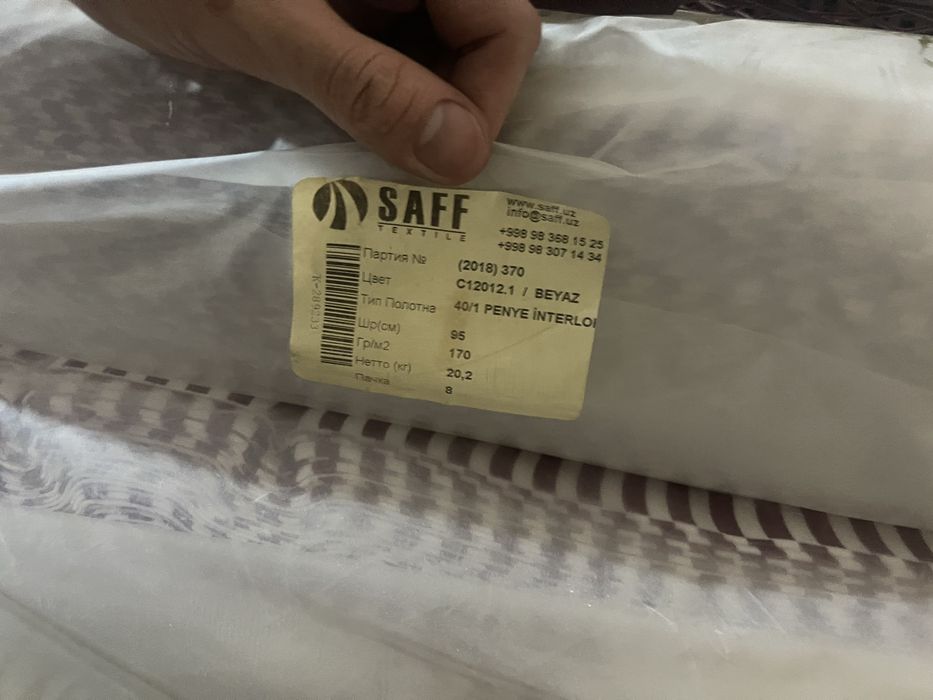 SAFF
TEXTILE
www.saff.uz
info@saff.uz
+998 98 368 15 25
+998 98 307 14 34
Партия № (2018) 370
Цвет C12012.1 / BEYAZ
Тип Полотна 40/1 PENYE İNTERLO
Шр(см) 95
Гр/м2 170
Нетто (кг) 20,2
Пачка 8
K-289233